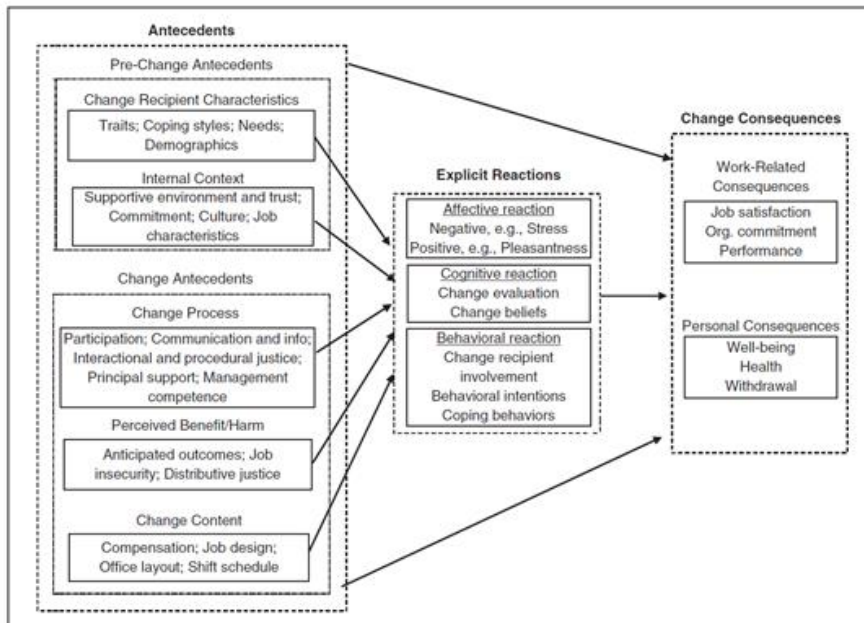 Antecedents
Pre-Change Antecedents
Change Recipient Characteristics
Traits; Coping styles; Needs;
Demographics
Internal Context
Supportive environment and trust;
Commitment; Culture; Job
characteristics
Change Antecedents
Change Process
Participation; Communication and info;
Interactional and procedural justice;
Principal support; Management
competence
Perceived Benefit/Harm
Anticipated outcomes; Job
insecurity; Distributive justice
Change Content
Compensation; Job design;
Office layout; Shift schedule
Explicit Reactions
Affective reaction
Negative, e.g., Stress
Positive, e.g., Pleasantness
Cognitive reaction
Change evaluation
Change beliefs
Behavioral reaction
Change recipient
involvement
Behavioral intentions
Coping behaviors
Change Consequences
Work-Related
Consequences
Job satisfaction
Org. commitment
Performance
Personal Consequences
Well-being
Health
Withdrawal